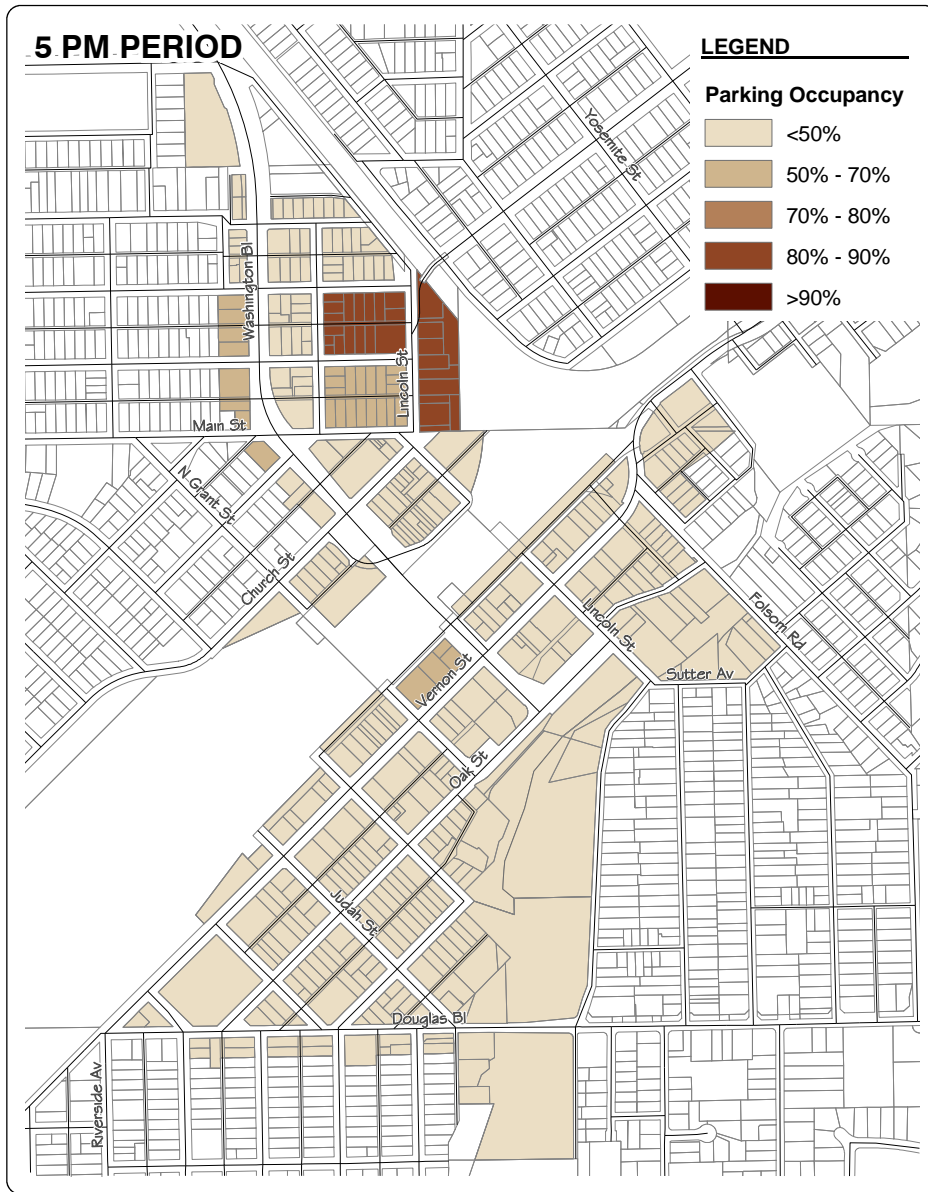 5 PM PERIOD
LEGEND
Parking Occupancy
<50%
50% - 70%
70% - 80%
80% - 90%
>90%
Yosemite St
Washington Bl
Lincoln St
Main St
N Grant St
Church St
Lincoln St
Folsom Rd
Sutter Av
Vernon St
Oak St
Judah St
Douglas Bl
Riverside Av